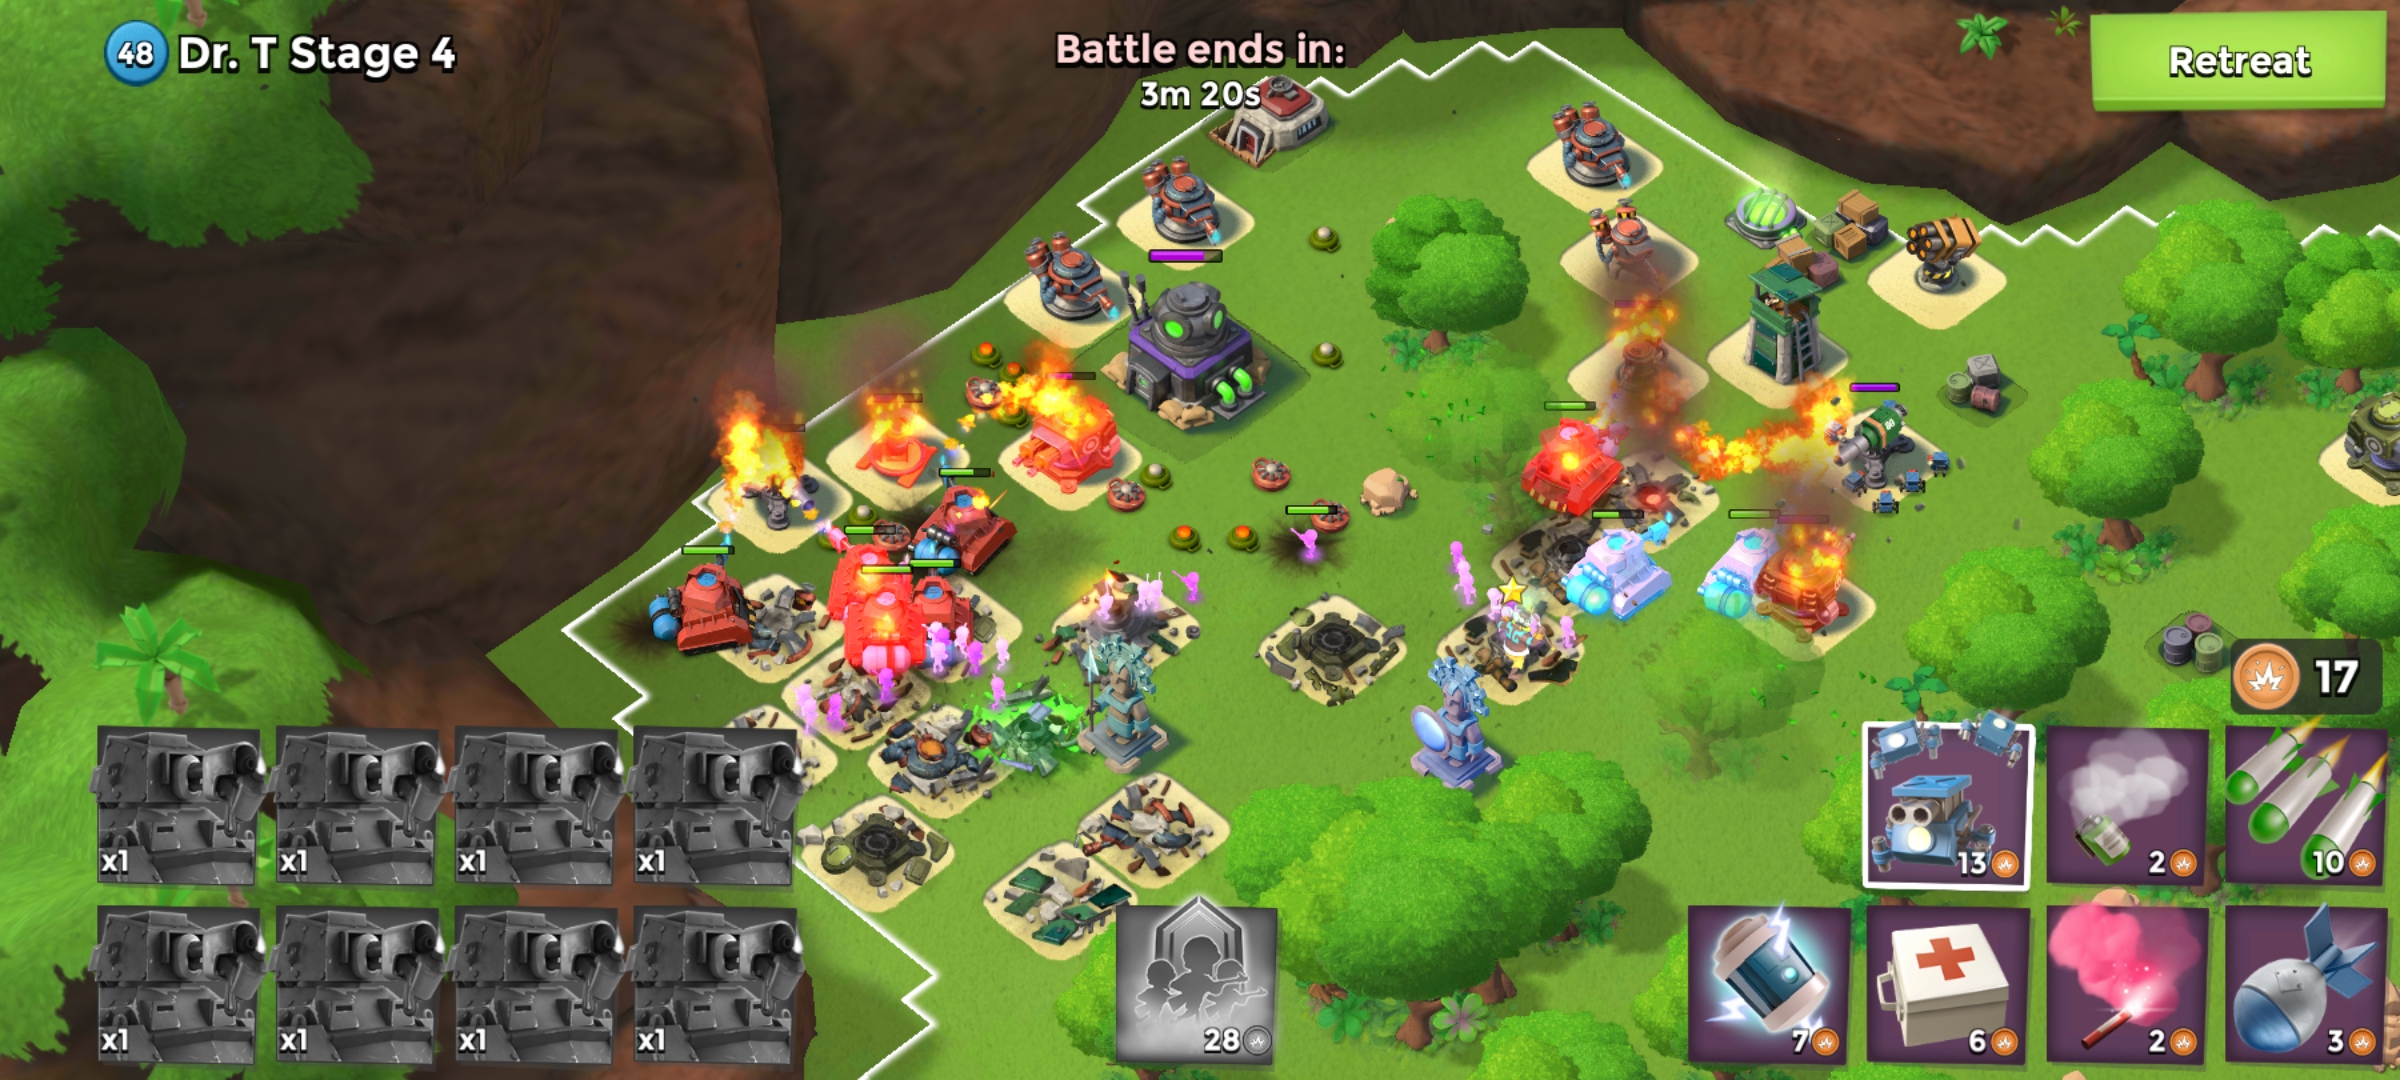 48 Dr. T Stage 4
Battle ends in:
3m 20s
Retreat
17
x1 x1 x1 x1
13 2 10
x1 x1 x1 x1
28
7 6 2 3